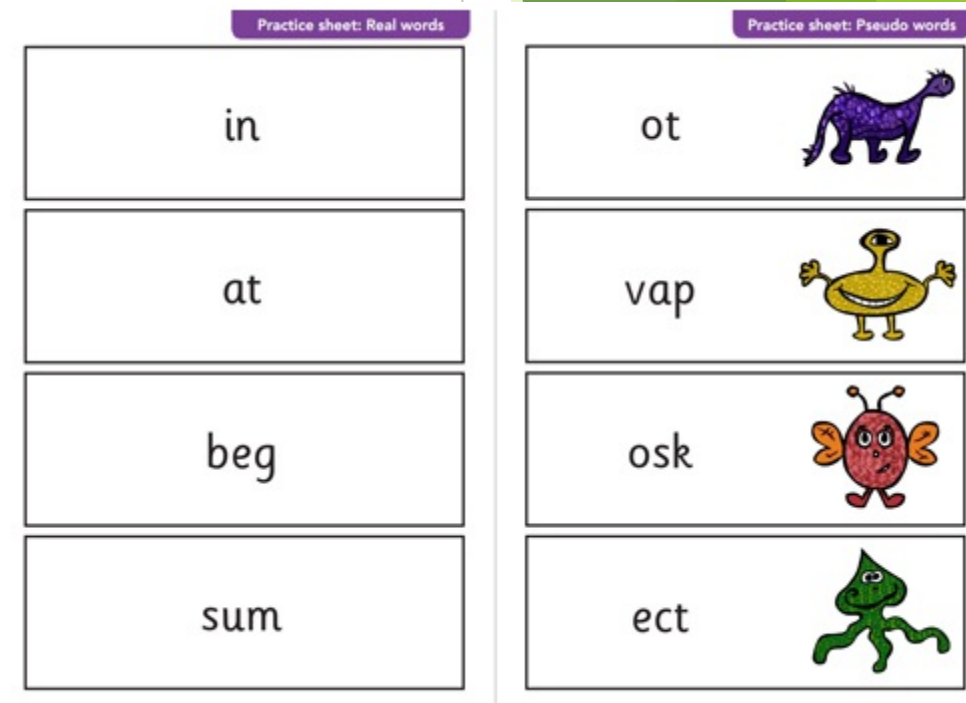 Practice sheet: Real words
in
at
beg
sum
Practice sheet: Pseudo words
ot
vap
osk
ect